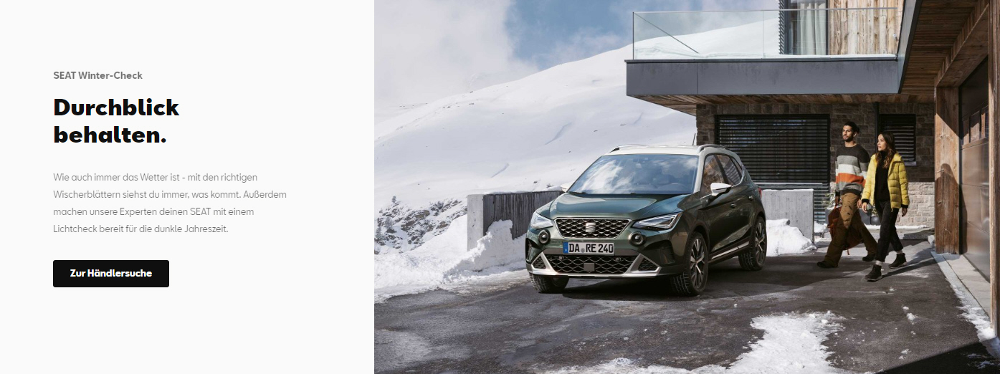 SEAT Winter-Check
Durchblick
behalten.
Wie auch immer das Wetter ist - mit den richtigen
Wischerblättern siehst du immer, was kommt. Außerdem
machen unsere Experten deinen SEAT mit einem
Lichtcheck bereit für die dunkle Jahreszeit.
Zur Händlersuche
DA RE 240